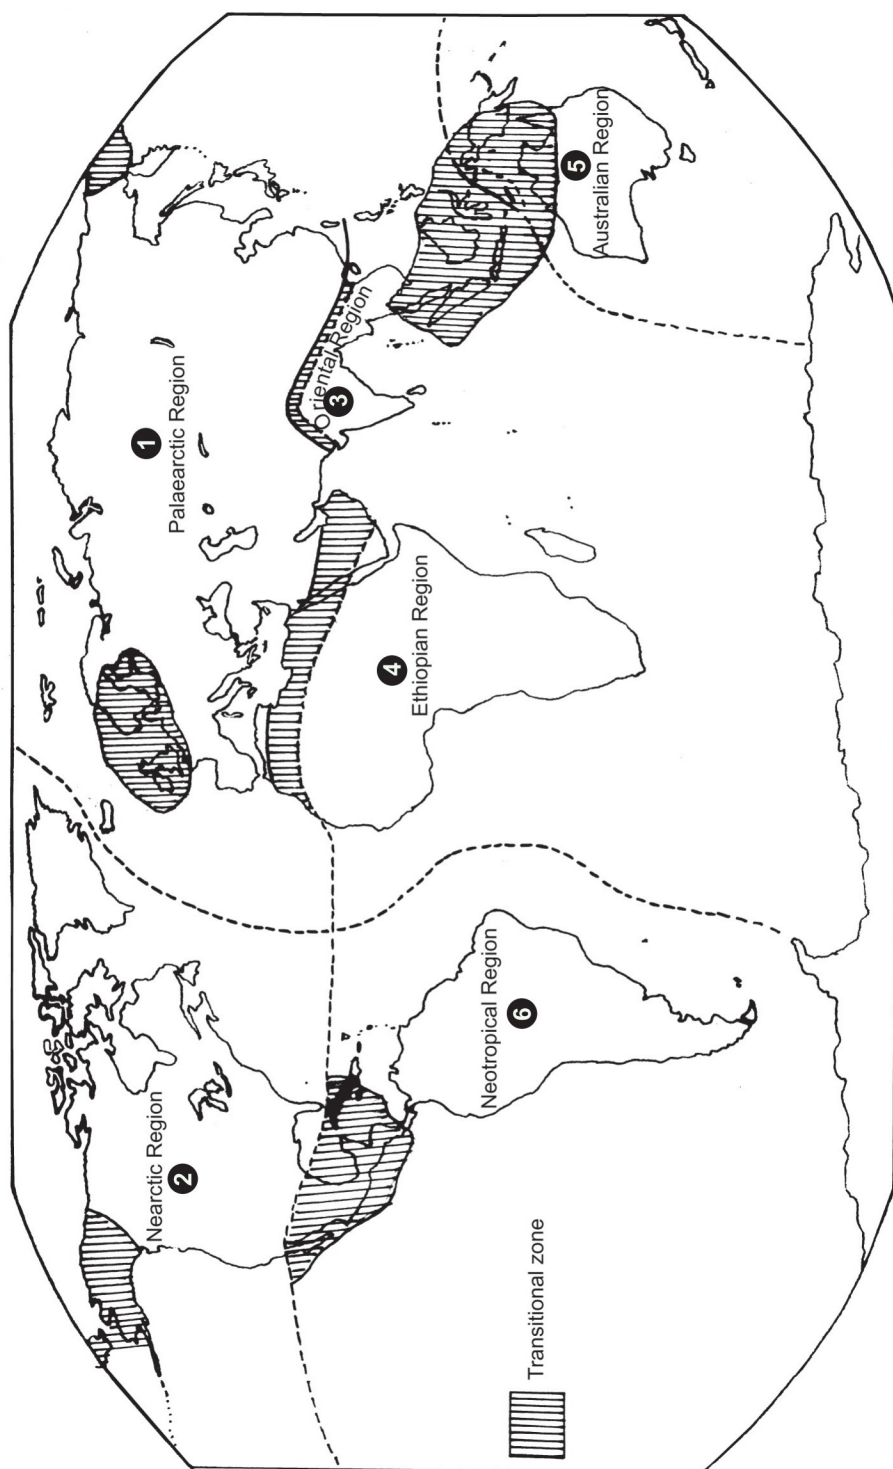 1
Palaearctic Region
2
Nearctic Region
3
Oriental Region
4
Ethiopian Region
5
Australian Region
6
Neotropical Region
Transitional zone